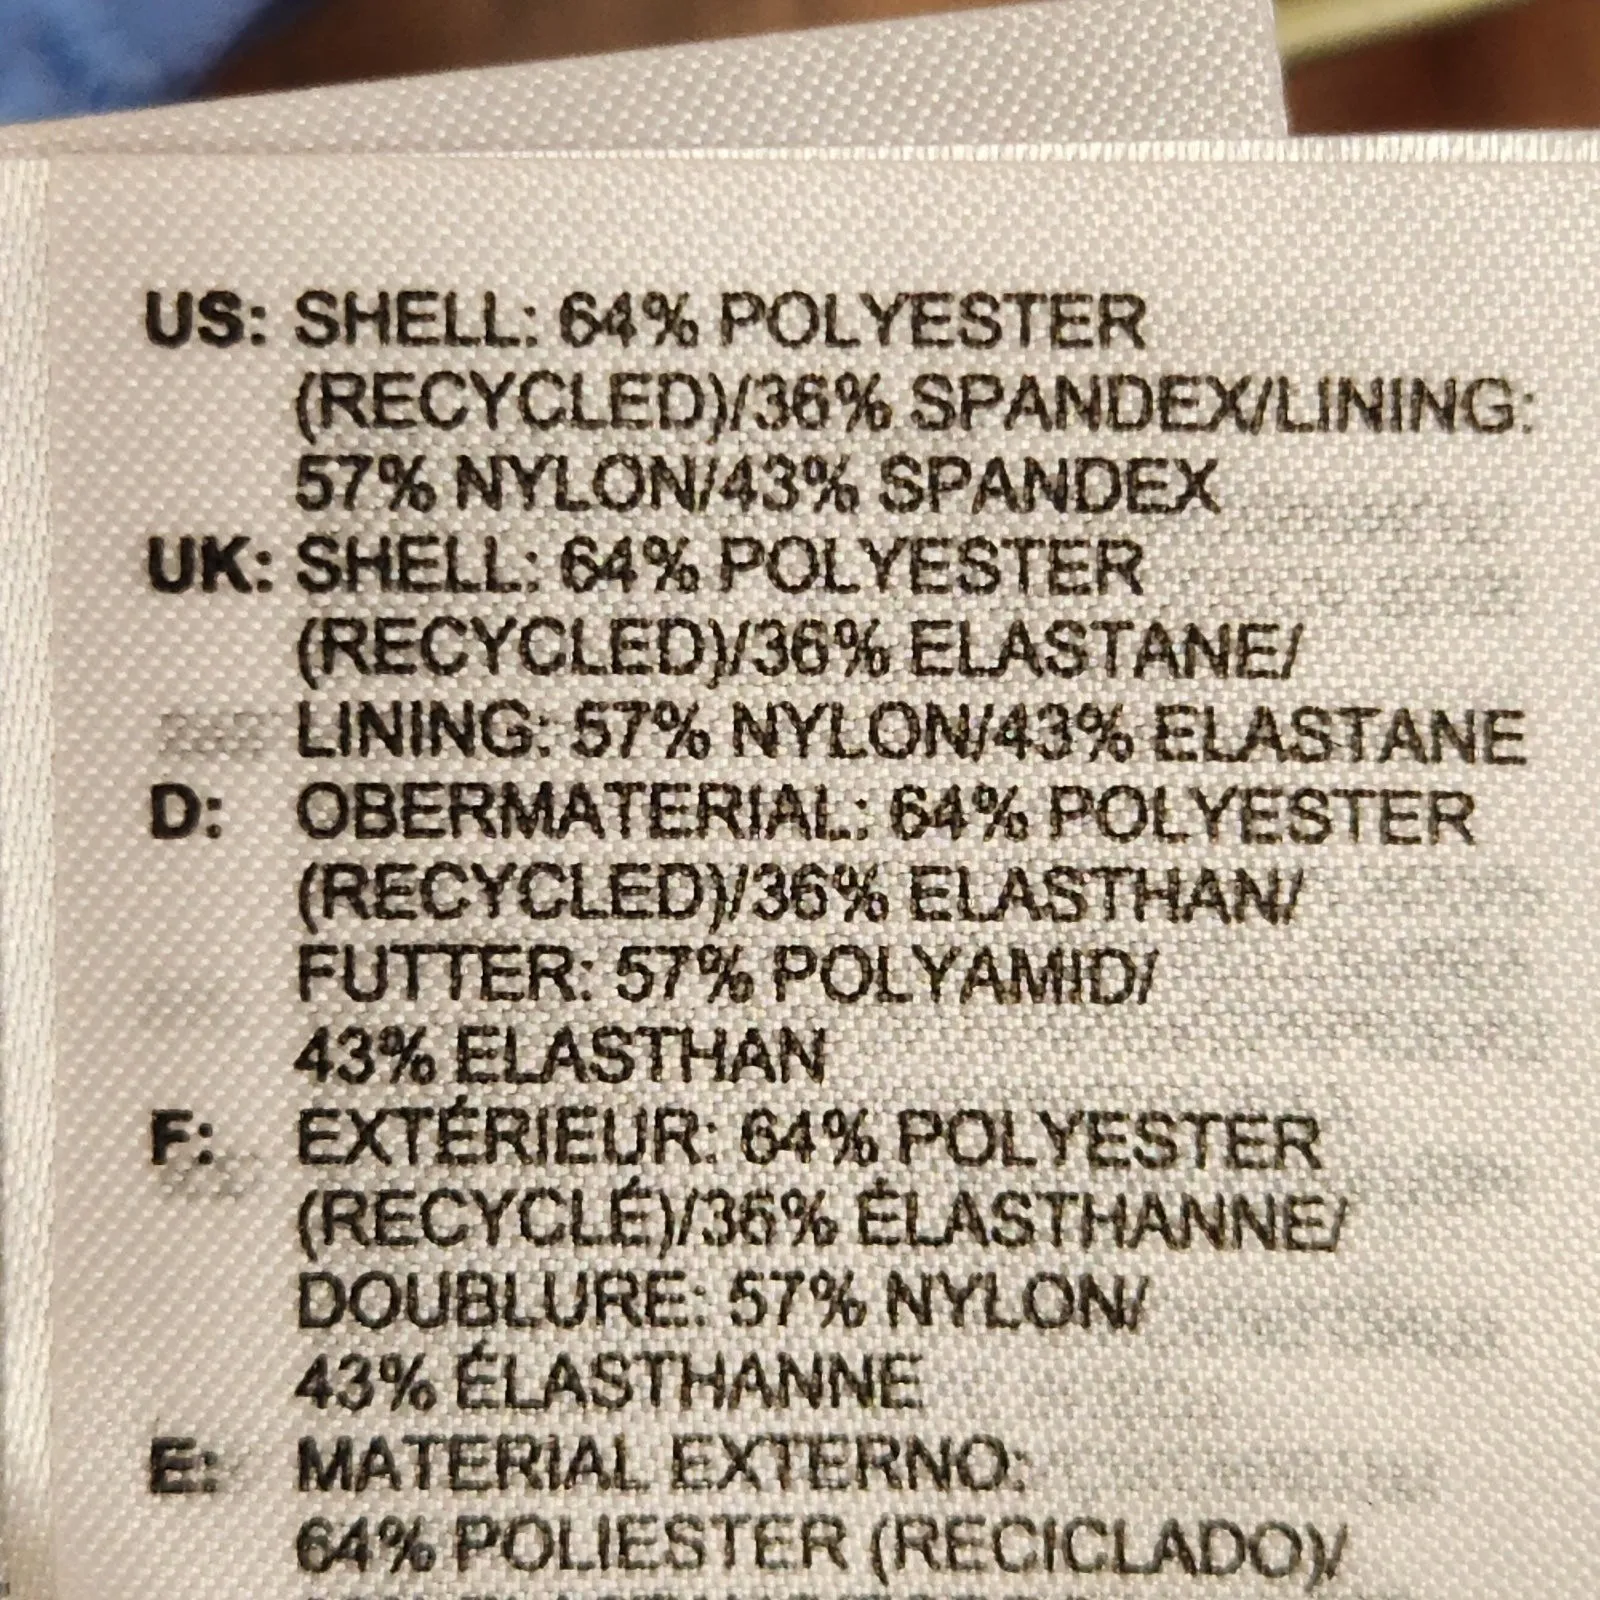 US: SHELL: 64% POLYESTER
(RECYCLED)/36% SPANDEX/LINING:
57% NYLON/43% SPANDEX
UK: SHELL: 64% POLYESTER
(RECYCLED)/36% ELASTANE/
LINING: 57% NYLON/43% ELASTANE
D: OBERMATERIAL: 64% POLYESTER
(RECYCLED)/36% ELASTHAN/
FUTTER: 57% POLYAMID/
43% ELASTHAN
F: EXTÉRIEUR: 64% POLYESTER
(RECYCLÉ)/36% ÉLASTHANNE/
DOUBLURE: 57% NYLON/
43% ÉLASTHANNE
E: MATERIAL EXTERNO:
64% POLIESTER (RECICLADO)/